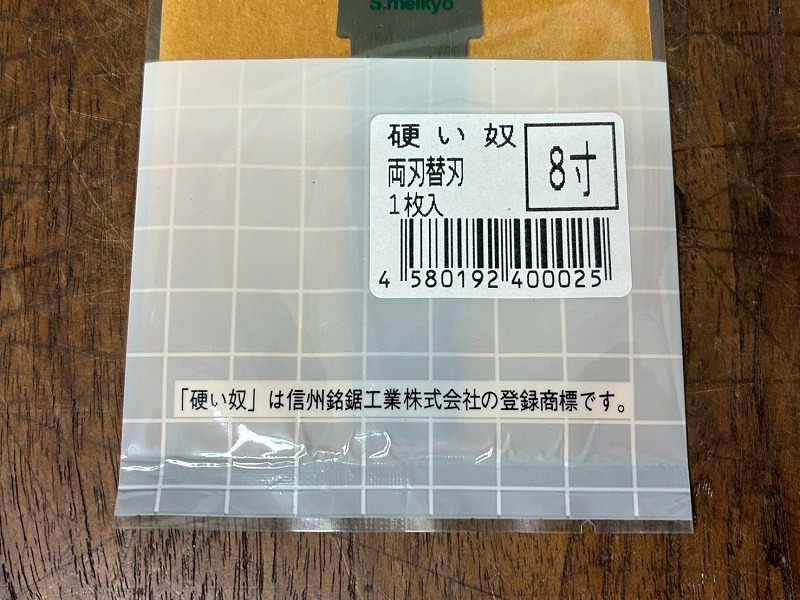 S.meikyo
硬い奴
8寸
両刃替刃
1枚入
4 580192 400025
「硬い奴」は信州銘鋸工業株式会社の登録商標です。